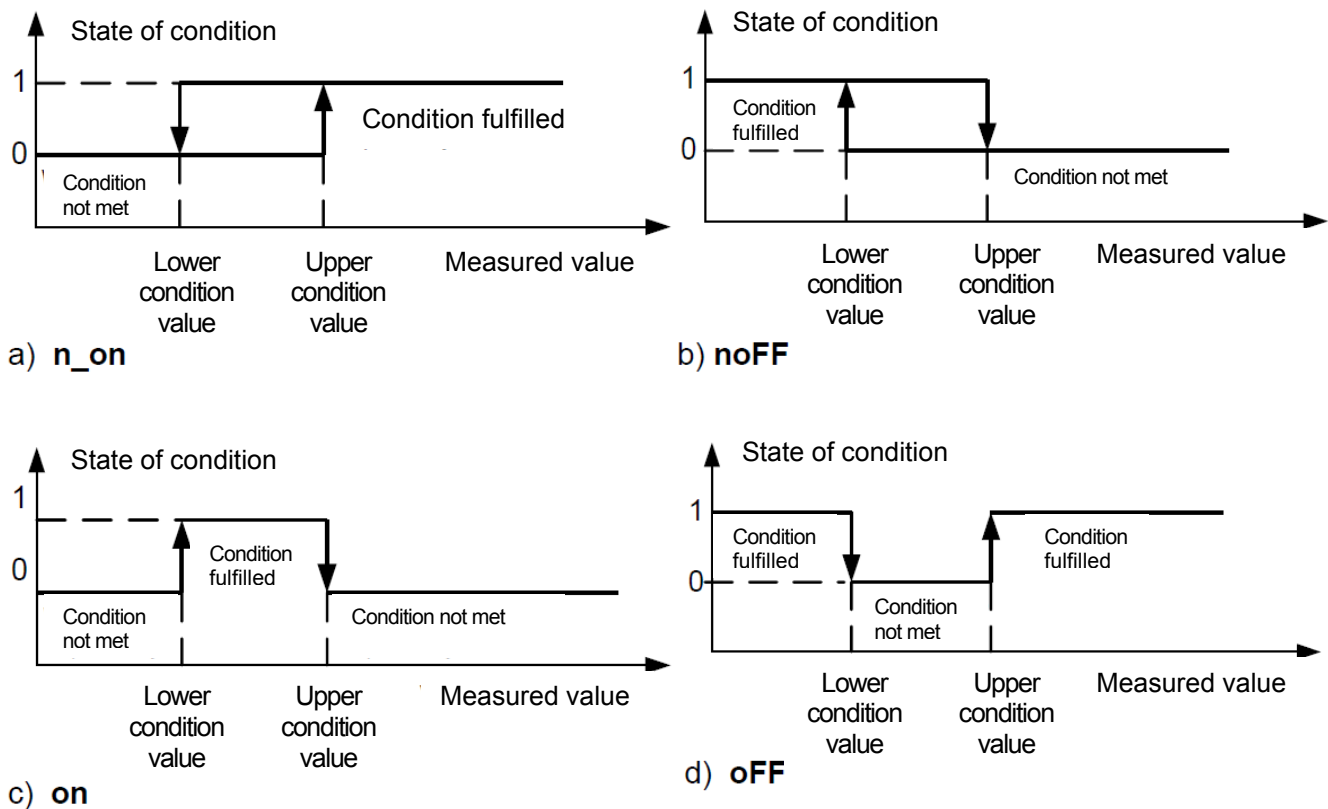 State of condition
1
0
Condition fulfilled
Condition
not met
Lower
condition
value
Upper
condition
value
Measured value
a) n_on
State of condition
1
0
Condition
fulfilled
Condition not met
Lower
condition
value
Upper
condition
value
Measured value
b) noFF
State of condition
1
0
Condition
fulfilled
Condition
not met
Condition not met
Lower
condition
value
Upper
condition
value
Measured value
c) on
State of condition
1
0
Condition
fulfilled
Condition
fulfilled
Condition
not met
Lower
condition
value
Upper
condition
value
Measured value
d) oFF